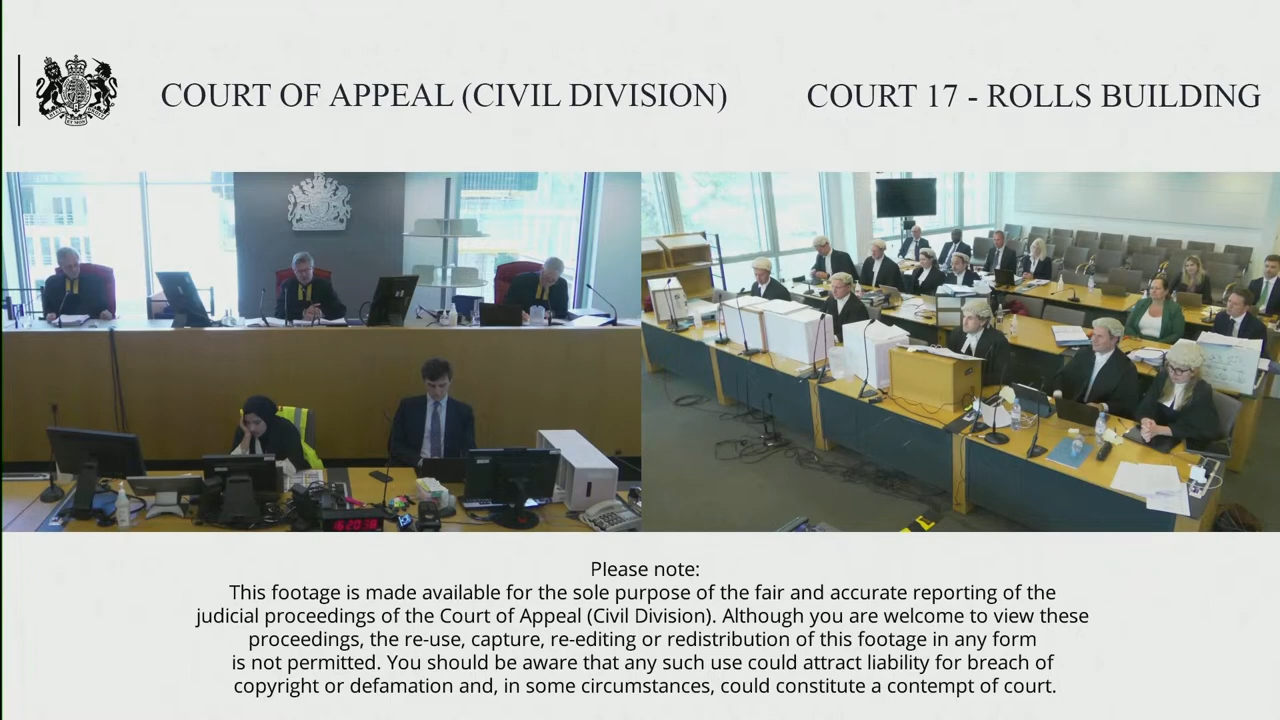 COURT OF APPEAL (CIVIL DIVISION)
COURT 17 - ROLLS BUILDING
16:20:36
Please note:
This footage is made available for the sole purpose of the fair and accurate reporting of the
judicial proceedings of the Court of Appeal (Civil Division). Although you are welcome to view these
proceedings, the re-use, capture, re-editing or redistribution of this footage in any form
is not permitted. You should be aware that any such use could attract liability for breach of
copyright or defamation and, in some circumstances, could constitute a contempt of court.